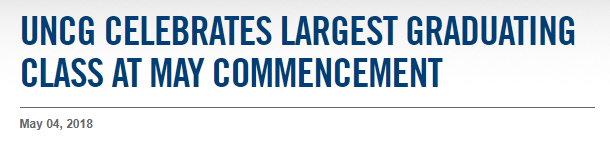 UNCG CELEBRATES LARGEST GRADUATING
CLASS AT MAY COMMENCEMENT
May 04, 2018